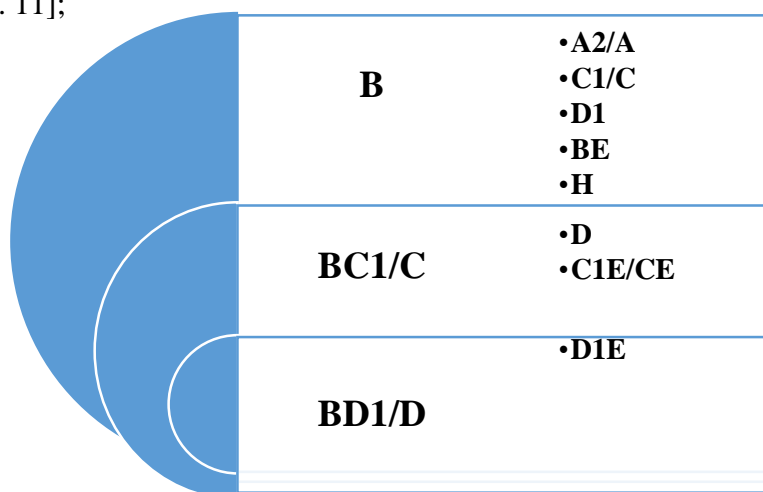 . 11];
B
•A2/A
•C1/C
•D1
•BE
•H
BC1/C
•D
•C1E/CE
BD1/D
•D1E